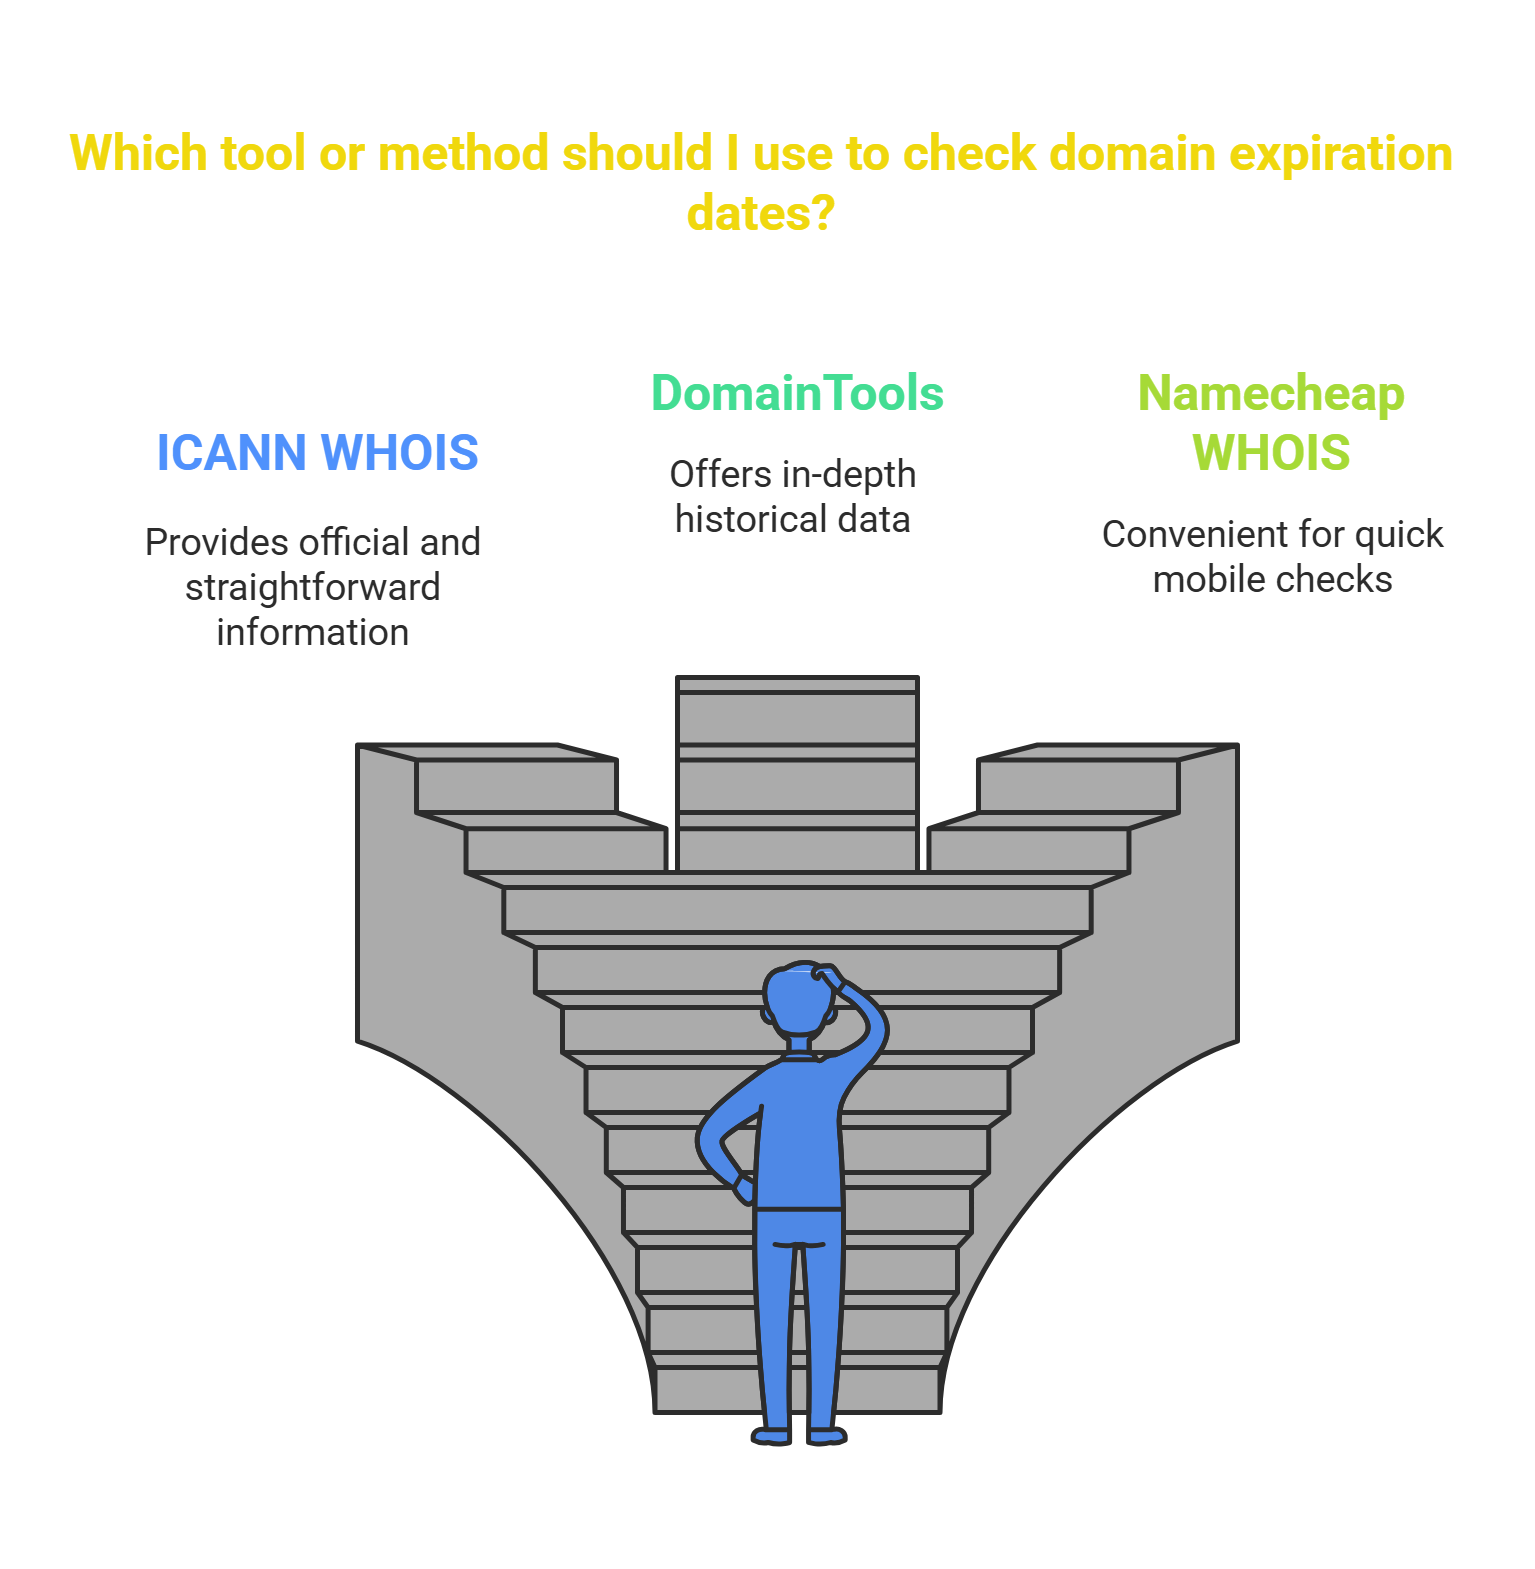 Which tool or method should I use to check domain expiration
dates?
ICANN WHOIS
Provides official and
straightforward
information
DomainTools
Offers in-depth
historical data
Namecheap
WHOIS
Convenient for quick
mobile checks